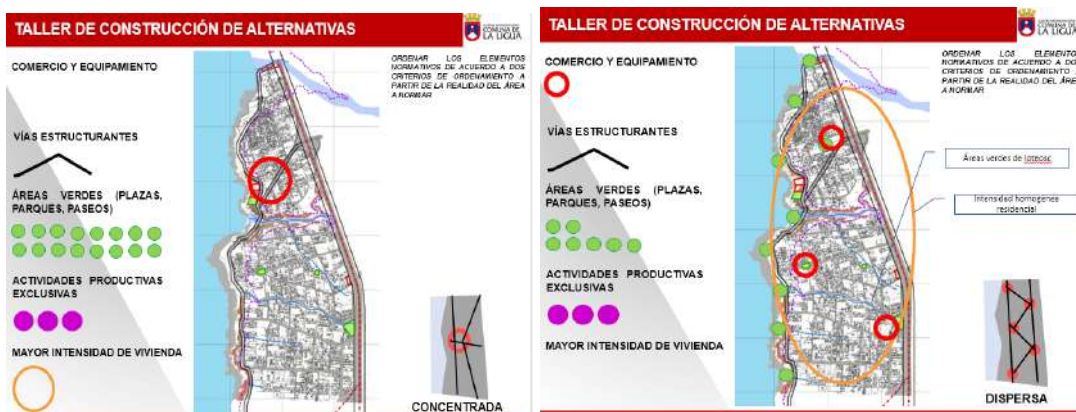 TALLER DE CONSTRUCCIÓN DE ALTERNATIVAS
COMUNA DE
LA LIGUA
COMERCIO Y EQUIPAMIENTO
ORDENAR LOS ELEMENTOS
NORMATIVOS DE ACUERDO A DOS
CRITERIOS DE ORDENAMIENTO A
PARTIR DE LA REALIDAD DEL ÁREA
A NORMAR
VÍAS ESTRUCTURANTES
ÁREAS VERDES (PLAZAS,
PARQUES, PASEOS)
ACTIVIDADES PRODUCTIVAS
EXCLUSIVAS
MAYOR INTENSIDAD DE VIVIENDA
CONCENTRADA
TALLER DE CONSTRUCCIÓN DE ALTERNATIVAS
COMUNA DE
LA LIGUA
COMERCIO Y EQUIPAMIENTO
ORDENAR LOS ELEMENTOS
NORMATIVOS DE ACUERDO A DOS
CRITERIOS DE ORDENAMIENTO
PARTIR DE LA REALIDAD DEL ÁREA
A NORMAR
VÍAS ESTRUCTURANTES
Áreas verdes de loteosc
ÁREAS VERDES (PLAZAS,
PARQUES, PASEOS)
Intensidad homogenea
residencial
ACTIVIDADES PRODUCTIVAS
EXCLUSIVAS
MAYOR INTENSIDAD DE VIVIENDA
DISPERSA